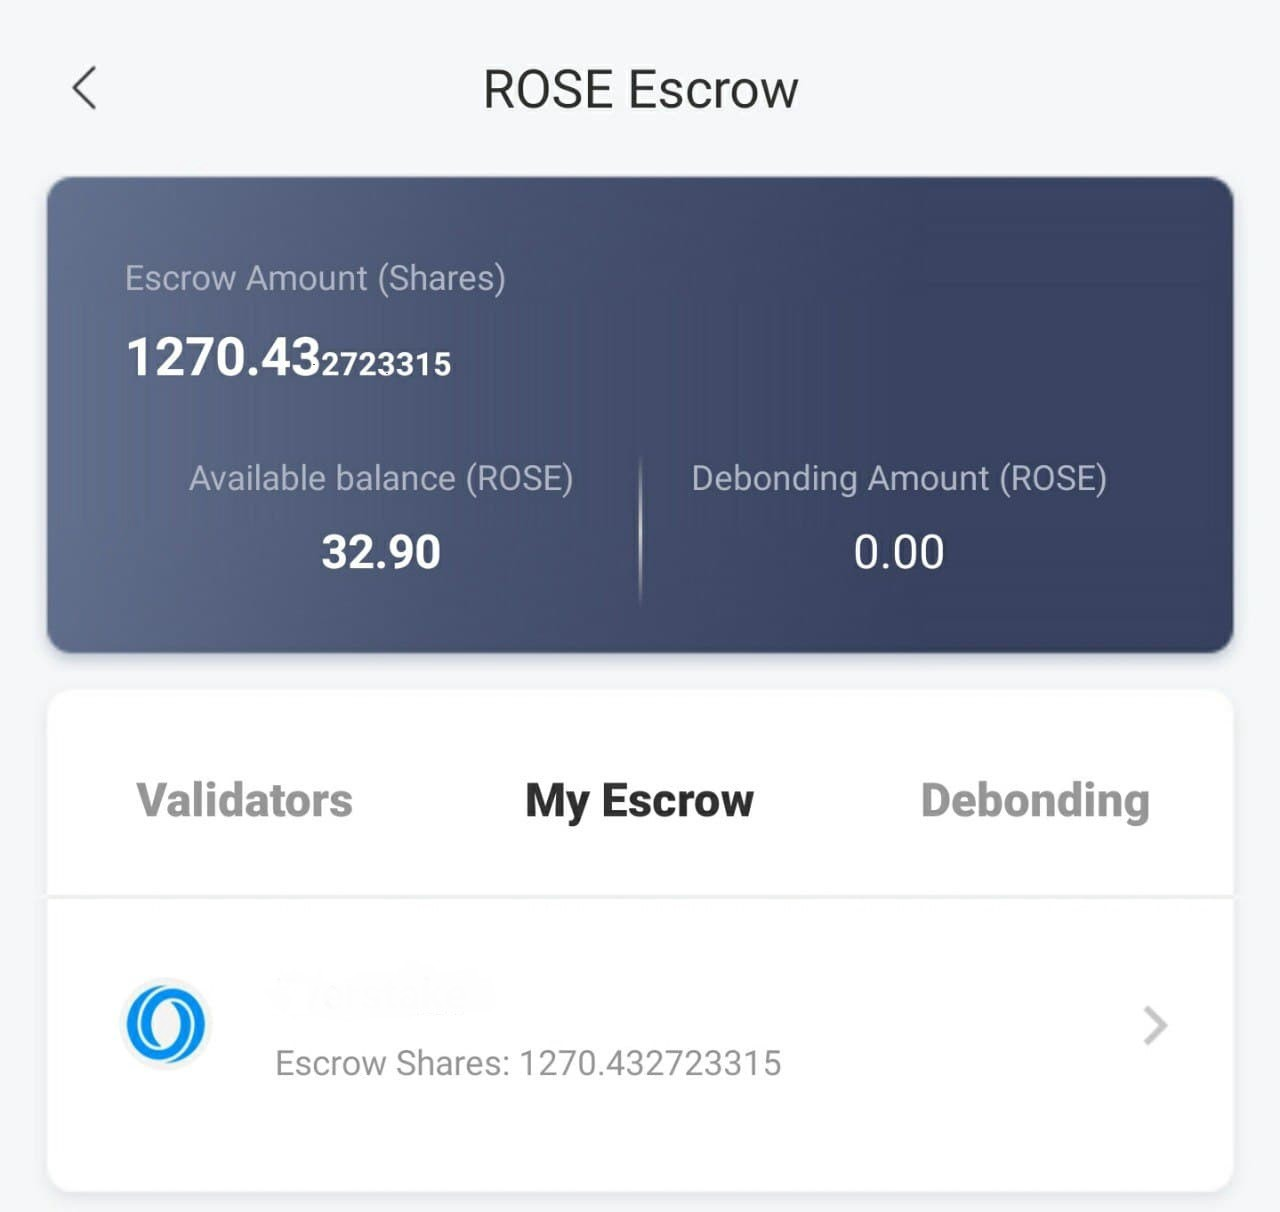 ROSE Escrow
Escrow Amount (Shares)
1270.432723315
Available balance (ROSE)
Debonding Amount (ROSE)
32.90
0.00
Validators
My Escrow
Debonding
Escrow Shares: 1270.432723315